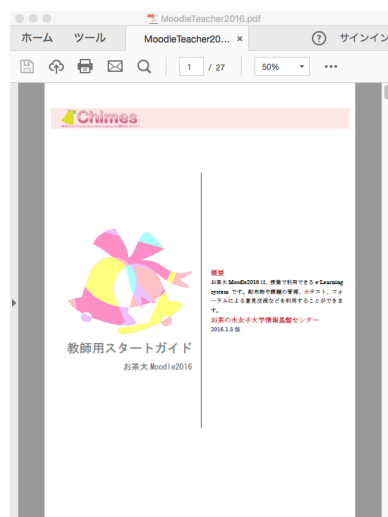 MoodleTeacher2016.pdf
ホーム ツール MoodleTeacher20... × ? サインイン
1 / 27 50%
Chimes
概要
お茶大 Moodle2016 は、授業で利用できる e-Learning
system です。配布物や課題の管理、小テスト、フォ
ーラムによる意見交流などを利用することができま
す。
お茶の水女子大学情報基盤センター
2016.1.5 版
教師用スタートガイド
お茶大 Moodle2016